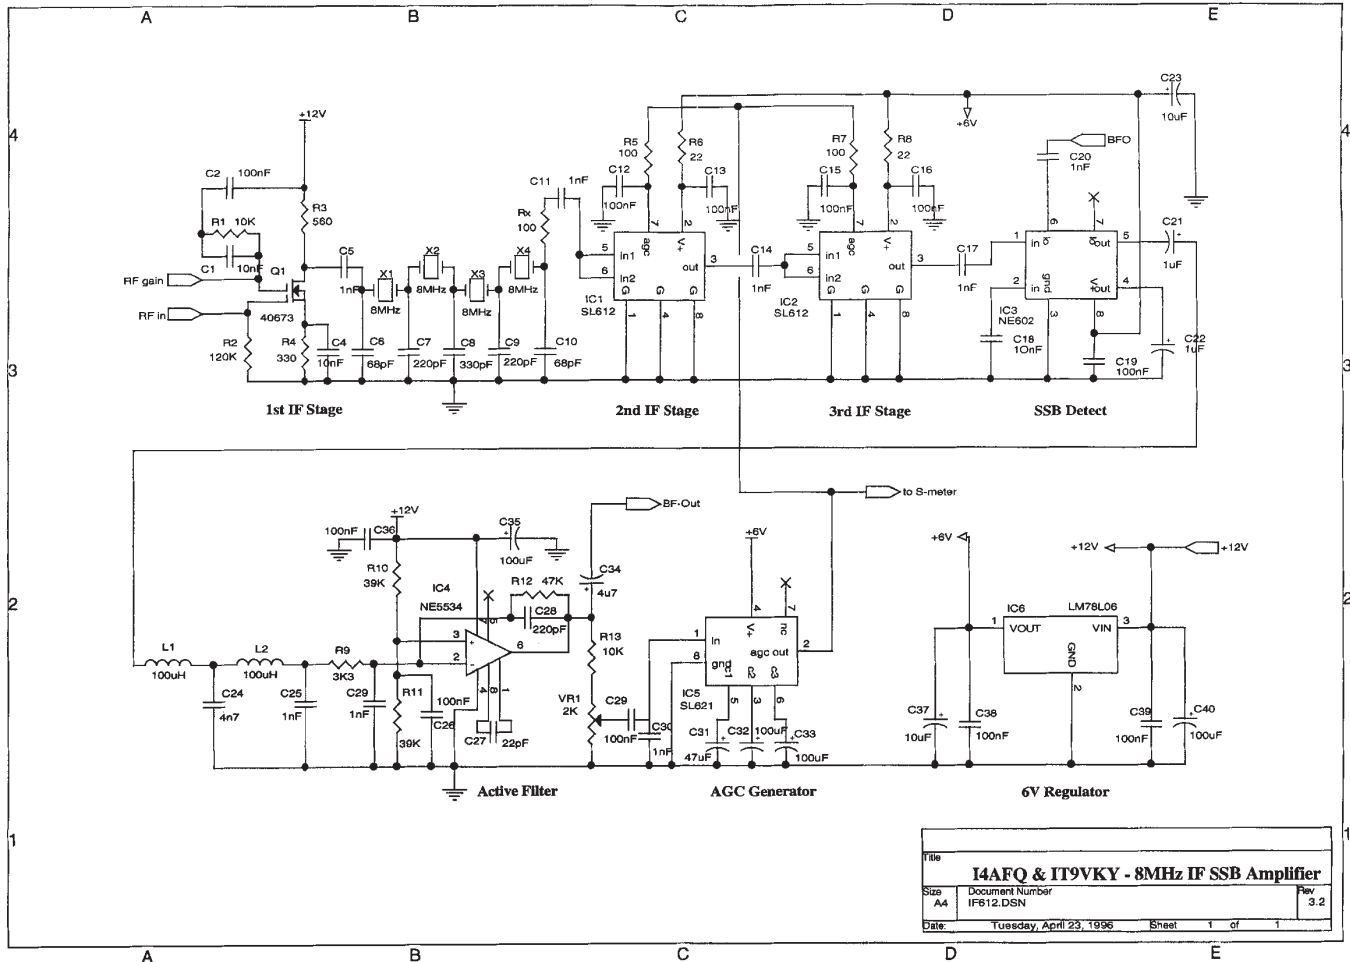 A B C D E
4 4
3 3
2 2
1 1
A B C D E
+12V
C2 100nF
R1 10K
C1 10nF
R3 560
RF gain
RF in
Q1
40673
R2 120K
R4 330
C4 10nF
C5 1nF
C6 68pF
X1 8MHz
X2 8MHz
X3 8MHz
X4 8MHz
C7 220pF
C8 330pF
C9 220pF
C10 68pF
Rx 100
C11 1nF
1st IF Stage
R5 100
R6 22
C12 100nF
C13 100nF
7 2
agc V+
5 in1
6 in2
out 3
G G G
1 4 8
IC1
SL612
2nd IF Stage
C14 1nF
R7 100
R8 22
C15 100nF
C16 100nF
7 2
agc V+
5 in1
6 in2
out 3
G G G
1 4 8
IC2
SL612
3rd IF Stage
+6V
C23 10uF
BFO
C20 1nF
C17 1nF
6 7
1 in
2 in
out 5
out 4
gnd V+
3 8
IC3
NE602
C18 10nF
C19 100nF
C21 1uF
C22 1uF
SSB Detect
to S-meter
BF-Out
+12V
100nF C36
C35 100uF
R10 39K
IC4
NE5534
R12 47K
C28 220pF
C34 4u7
3 + 7 5
2 - 6
4 8 1
L1 100uH
L2 100uH
R9 3K3
C24 4n7
C25 1nF
C29 1nF
R11 39K
100nF C26
C27 22pF
R13 10K
VR1 2K
C29 100nF
C30 1nF
Active Filter
+6V
4 7
V+ nc
1 in
8 gnd
agc out 2
c1 c2 c3
5 3 6
IC5
SL621
C31 47uF
C32 100uF
C33 100uF
AGC Generator
+6V
+12V +12V
IC6 LM78L06
1 VOUT VIN 3
GND
2
C37 10uF
C38 100nF
C39 100nF
C40 100uF
6V Regulator
Title
I4AFQ & IT9VKY - 8MHz IF SSB Amplifier
Size Document Number Rev
A4 IF612.DSN 3.2
Date: Tuesday, April 23, 1996 Sheet 1 of 1